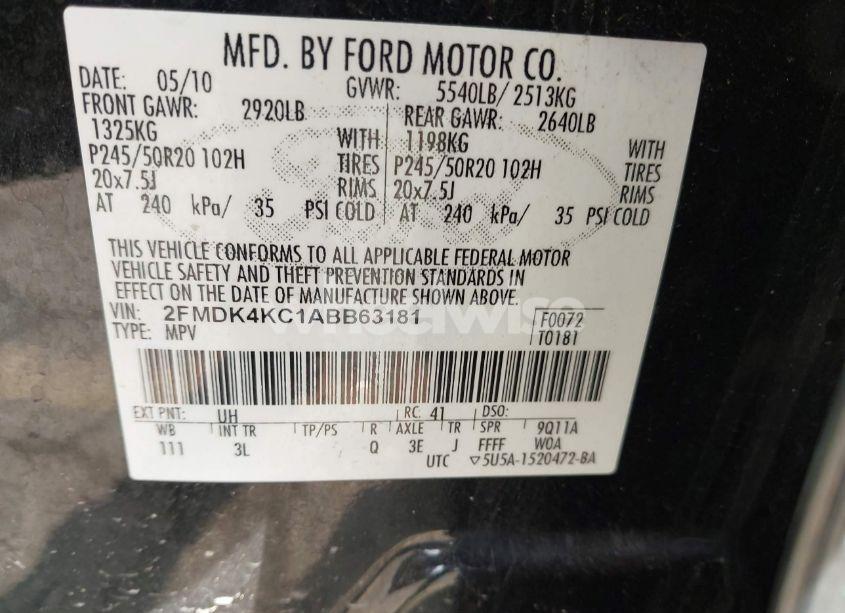 MFD. BY FORD MOTOR CO.
DATE: 05/10 GVWR: 5540LB/ 2513KG
FRONT GAWR: 2920LB REAR GAWR: 2640LB
1325KG WITH 1198KG WITH
P245/50R20 102H TIRES P245/50R20 102H TIRES
20x7.5J RIMS 20x7.5J RIMS
AT 240 kPa/ 35 PSI COLD AT 240 kPa/ 35 PSI COLD
THIS VEHICLE CONFORMS TO ALL APPLICABLE FEDERAL MOTOR
VEHICLE SAFETY AND THEFT PREVENTION STANDARDS IN
EFFECT ON THE DATE OF MANUFACTURE SHOWN ABOVE.
VIN: 2FMDK4KC1ABB63181 F0072
TYPE: MPV T0181
EXT PNT: UH RC: 41 DSO:
WB INT TR TP/PS R AXLE TR SPR 9Q11A
111 3L Q 3E J FFFF WOA
UTC ▽5U5A-1520472-BA